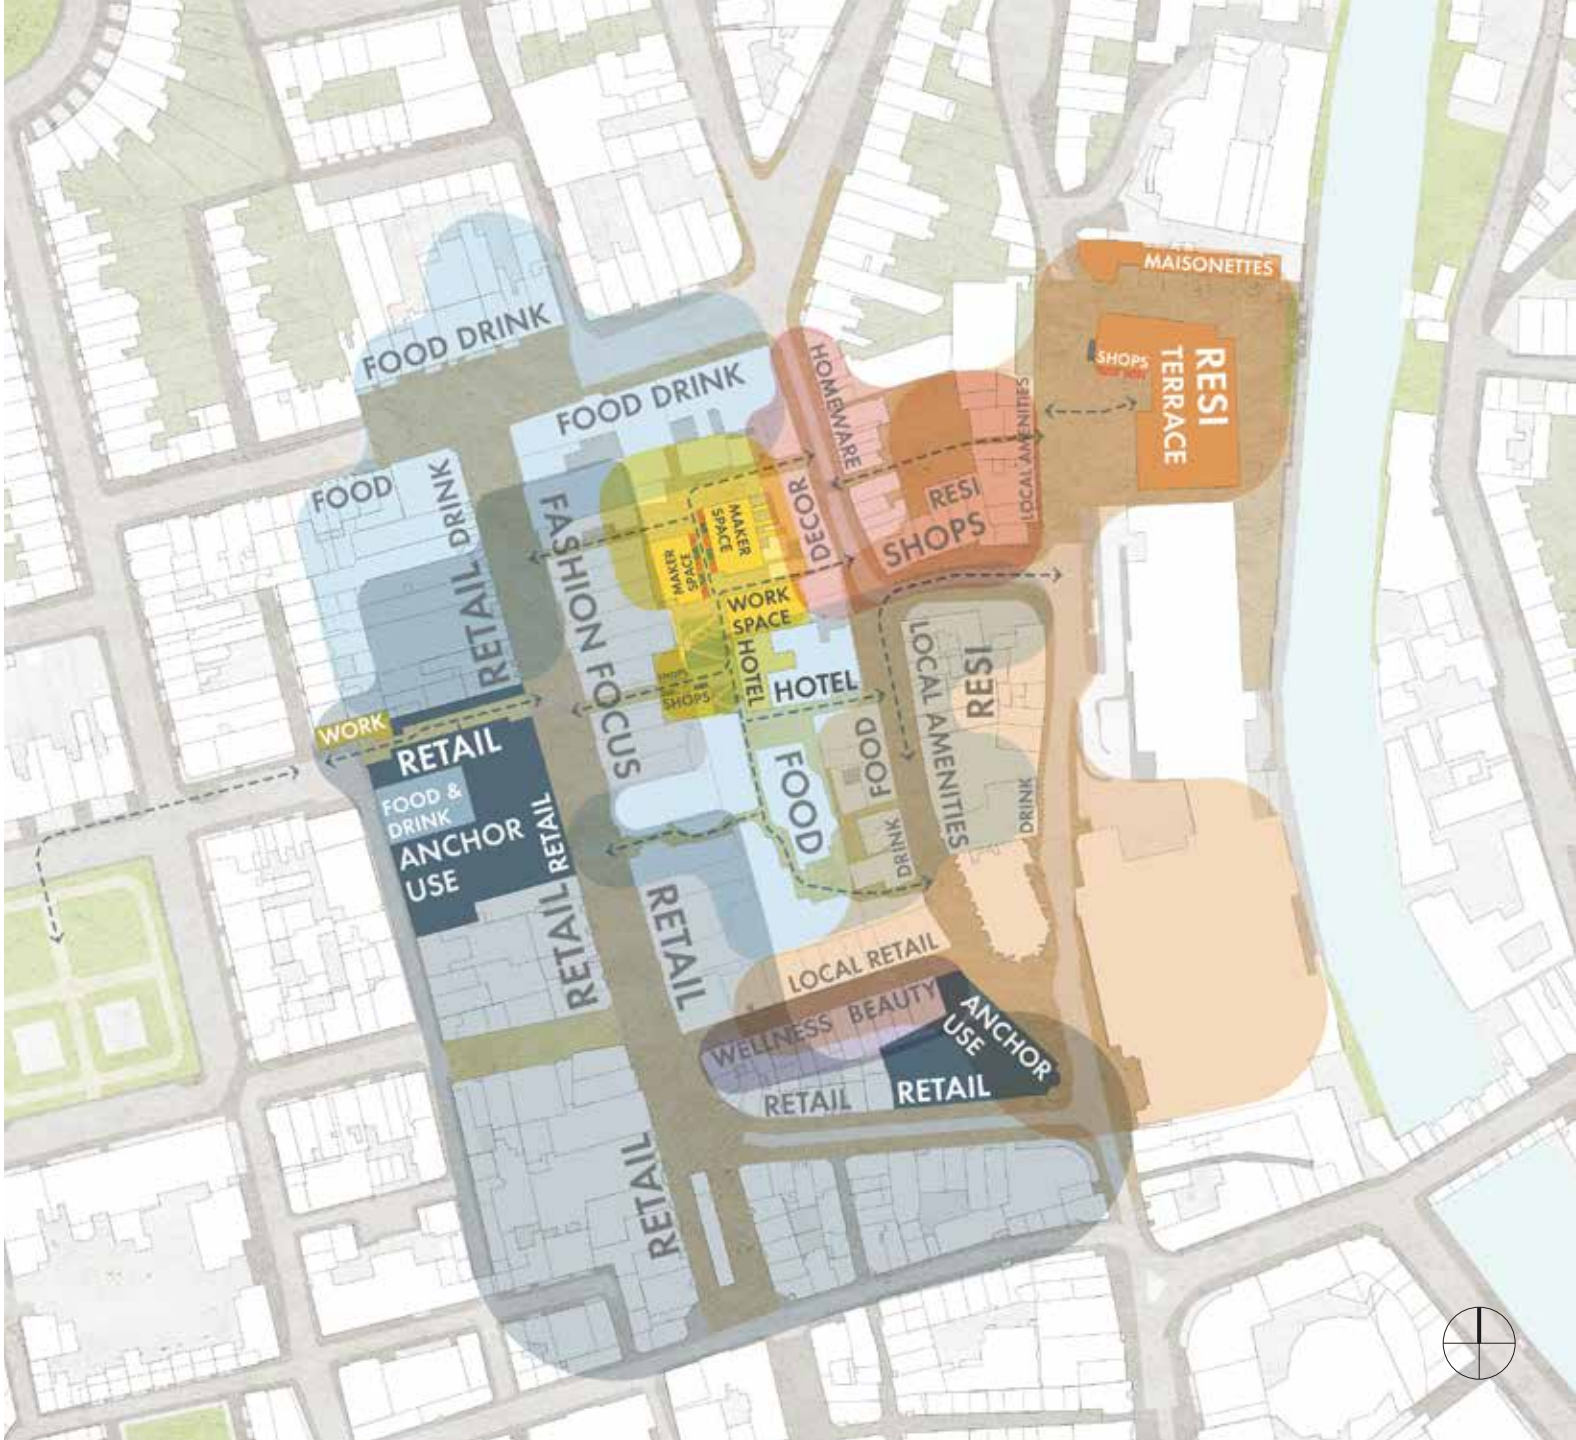 MAISONETTES
FOOD DRINK
FOOD DRINK
HOMEWARE
LOCAL AMENITIES
SHOPS
RESI
TERRACE
FOOD
RETAIL DRINK
FASHION FOCUS
MAKER
SPACE
MAKER
SPACE
DECOR
RESI
SHOPS
WORK
SPACE
HOTEL
HOTEL
SHOPS
LOCAL AMENITIES
RESI
DRINK
WORK
RETAIL
FOOD &
DRINK
ANCHOR
USE
RETAIL
RETAIL
FOOD
FOOD
DRINK
RETAIL
LOCAL RETAIL
WELLNESS BEAUTY
ANCHOR
USE
RETAIL
RETAIL
RETAIL